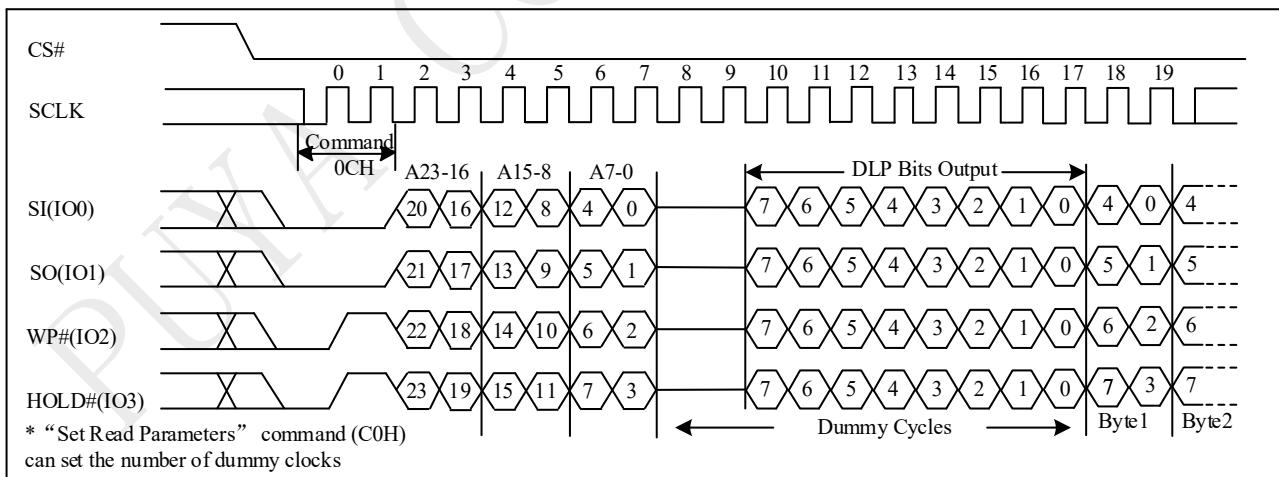 PUYA CO
CS#
0 1 2 3 4 5 6 7 8 9 10 11 12 13 14 15 16 17 18 19
SCLK
Command
0CH
A23-16 A15-8 A7-0 DLP Bits Output
SI(IO0) 20 16 12 8 4 0 7 6 5 4 3 2 1 0 4 0 4
SO(IO1) 21 17 13 9 5 1 7 6 5 4 3 2 1 0 5 1 5
WP#(IO2) 22 18 14 10 6 2 7 6 5 4 3 2 1 0 6 2 6
HOLD#(IO3) 23 19 15 11 7 3 7 6 5 4 3 2 1 0 7 3 7
Dummy Cycles Byte1 Byte2
* “Set Read Parameters” command (C0H)
can set the number of dummy clocks